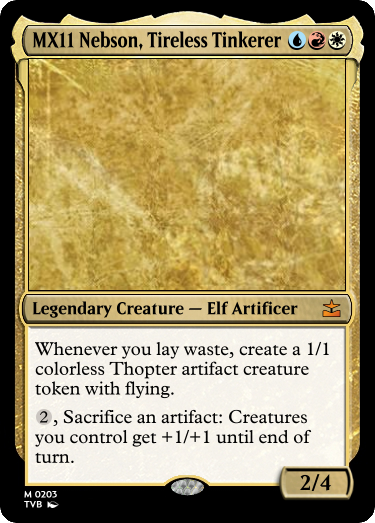 MX11 Nebson, Tireless Tinkerer
Legendary Creature — Elf Artificer
Whenever you lay waste, create a 1/1
colorless Thopter artifact creature
token with flying.
2, Sacrifice an artifact: Creatures
you control get +1/+1 until end of
turn.
2/4
M 0203
TVB